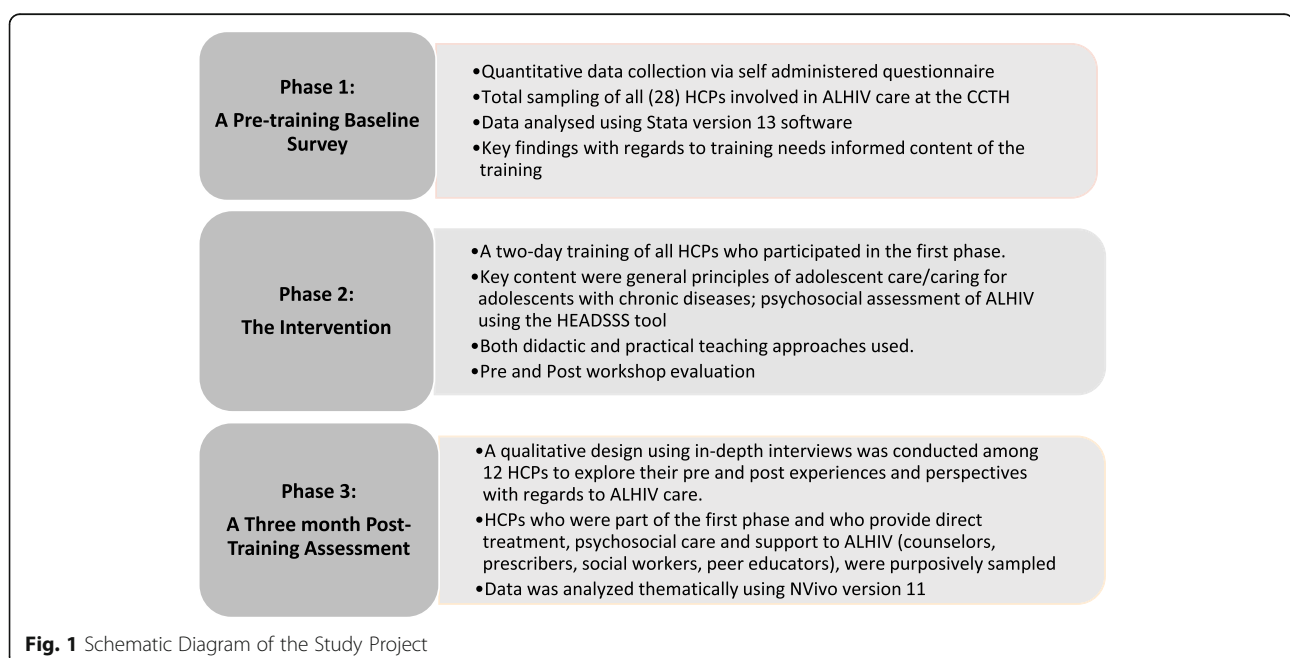 Phase 1:
A Pre-training Baseline
Survey
•Quantitative data collection via self administered questionnaire
•Total sampling of all (28) HCPs involved in ALHIV care at the CCTH
•Data analysed using Stata version 13 software
•Key findings with regards to training needs informed content of the
training
Phase 2:
The Intervention
•A two-day training of all HCPs who participated in the first phase.
•Key content were general principles of adolescent care/caring for
adolescents with chronic diseases; psychosocial assessment of ALHIV
using the HEADSSS tool
•Both didactic and practical teaching approaches used.
•Pre and Post workshop evaluation
Phase 3:
A Three month Post-
Training Assessment
•A qualitative design using in-depth interviews was conducted among
12 HCPs to explore their pre and post experiences and perspectives
with regards to ALHIV care.
•HCPs who were part of the first phase and who provide direct
treatment, psychosocial care and support to ALHIV (counselors,
prescribers, social workers, peer educators), were purposively sampled
•Data was analyzed thematically using NVivo version 11
Fig. 1 Schematic Diagram of the Study Project